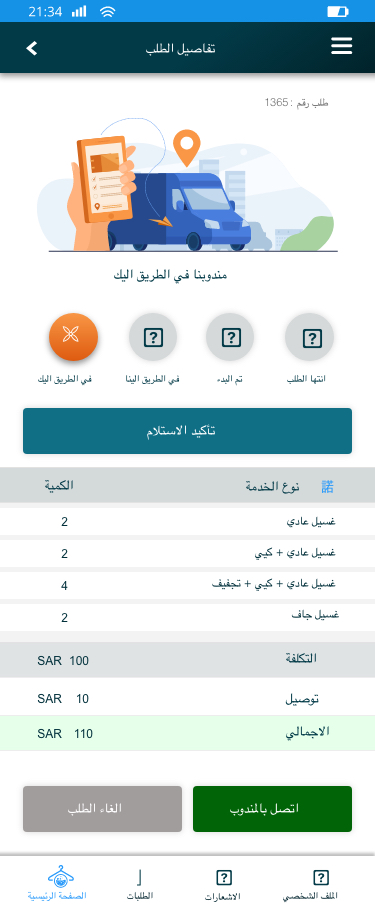 21:34
تفاصيل الطلب
طلب رقم : 1365
مندوبنا في الطريق اليك
انتها الطلب
تم البدء
في الطريق الينا
في الطريق اليك
تأكيد الاستلام
諾 نوع الخدمة الكمية
غسيل عادي 2
غسيل عادي + كيي 2
غسيل عادي + كيي + تجفيف 4
غسيل جاف 2
التكلفة SAR 100
توصيل SAR 10
الاجمالي SAR 110
اتصل بالمندوب
الغاء الطلب
الملف الشخصي
الاشعارات
الطلبات
الصفحة الرئيسية